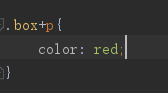 .box+p{
color: red;
}